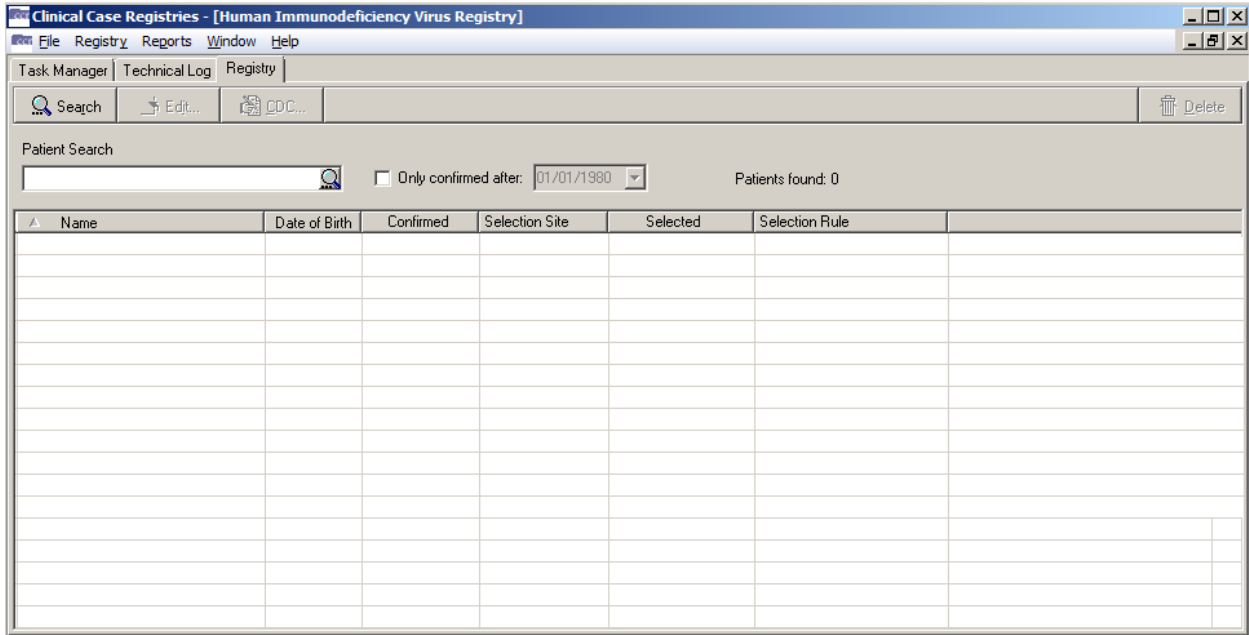 CCR Clinical Case Registries - [Human Immunodeficiency Virus Registry]
CCR File Registry Reports Window Help
Task Manager Technical Log Registry
Search Edit... CDC... Delete
Patient Search
Only confirmed after: 01/01/1980 Patients found: 0
Name Date of Birth Confirmed Selection Site Selected Selection Rule